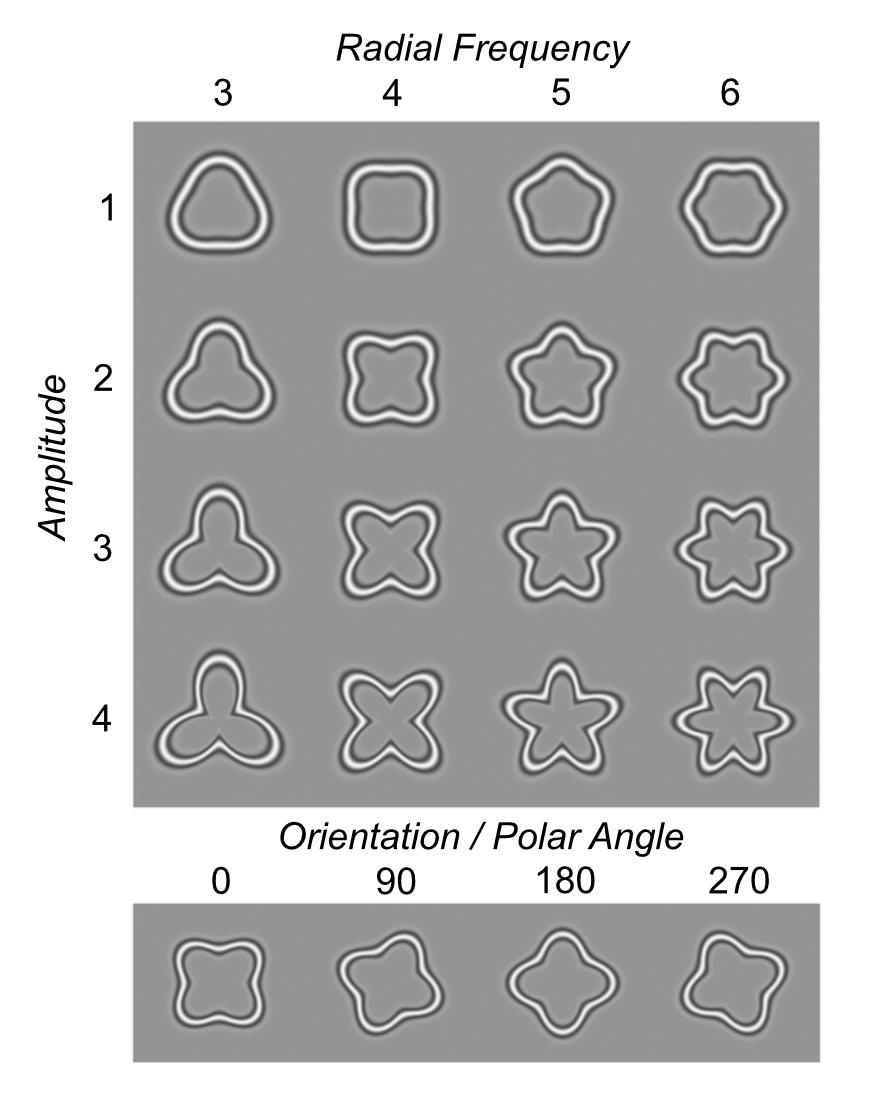 Radial Frequency
3 4 5 6
Amplitude
1
2
3
4
Orientation / Polar Angle
0 90 180 270